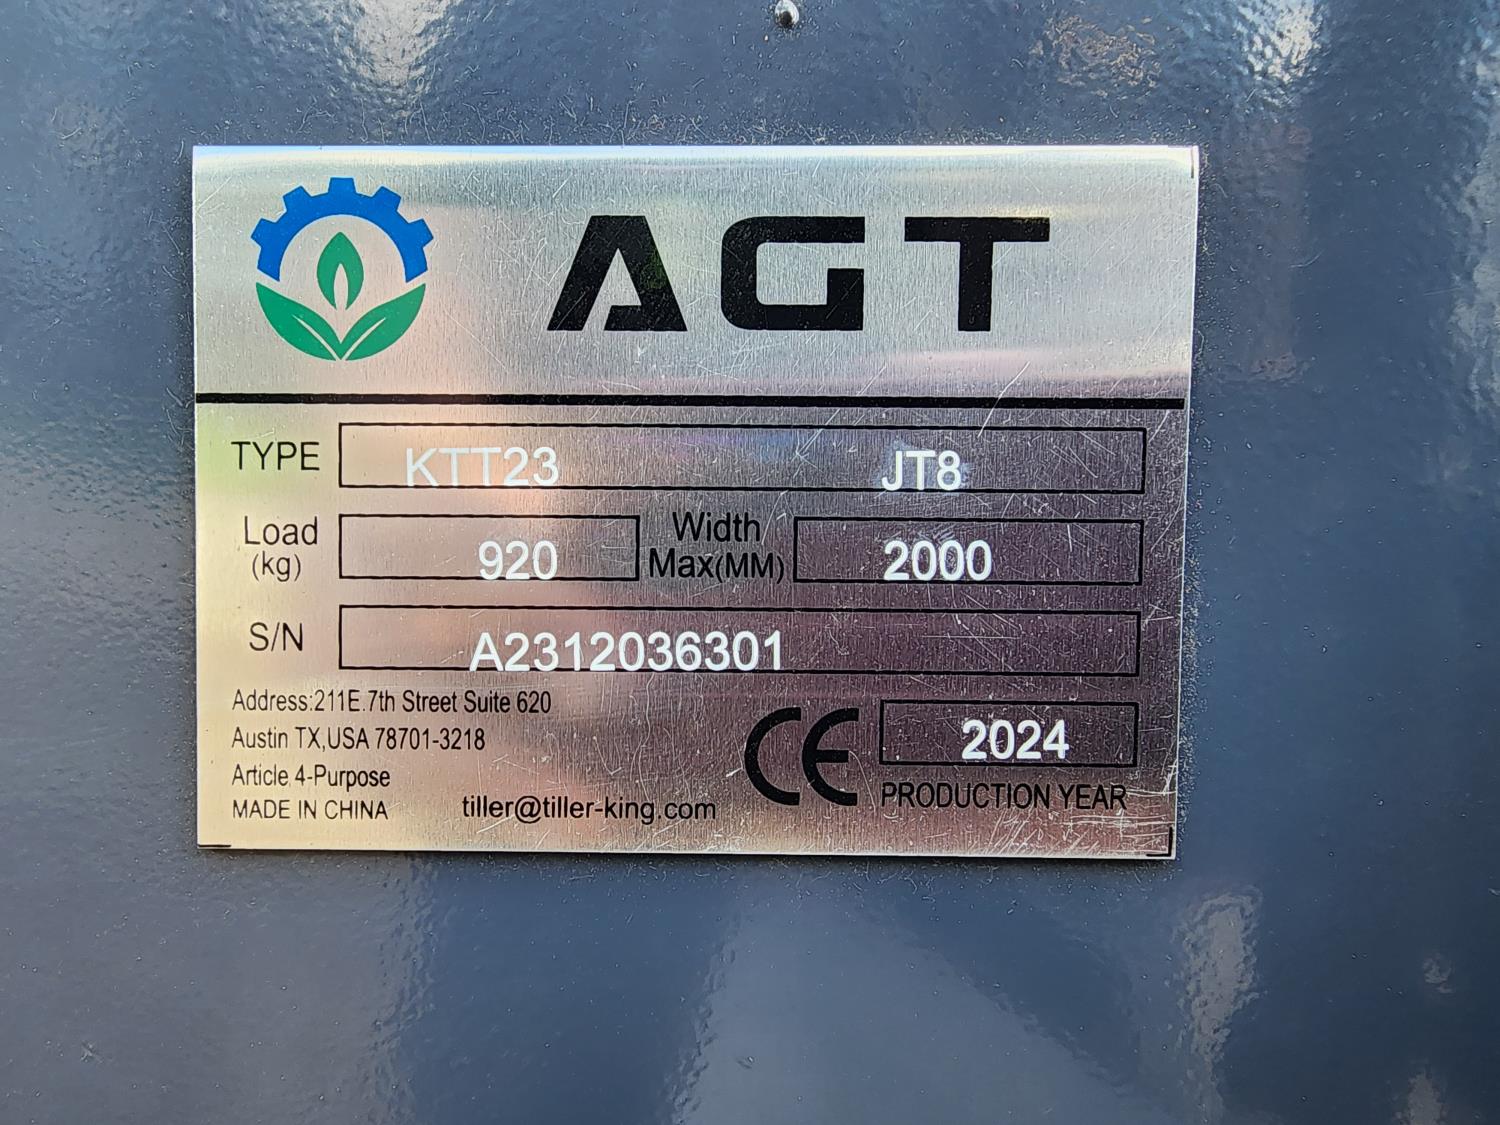 AGT
TYPE KTT23 JT8
Load (kg) 920 Width Max(MM) 2000
S/N A2312036301
Address:211E.7th Street Suite 620
Austin TX,USA 78701-3218
Article 4-Purpose
MADE IN CHINA tiller@tiller-king.com
CE 2024
PRODUCTION YEAR